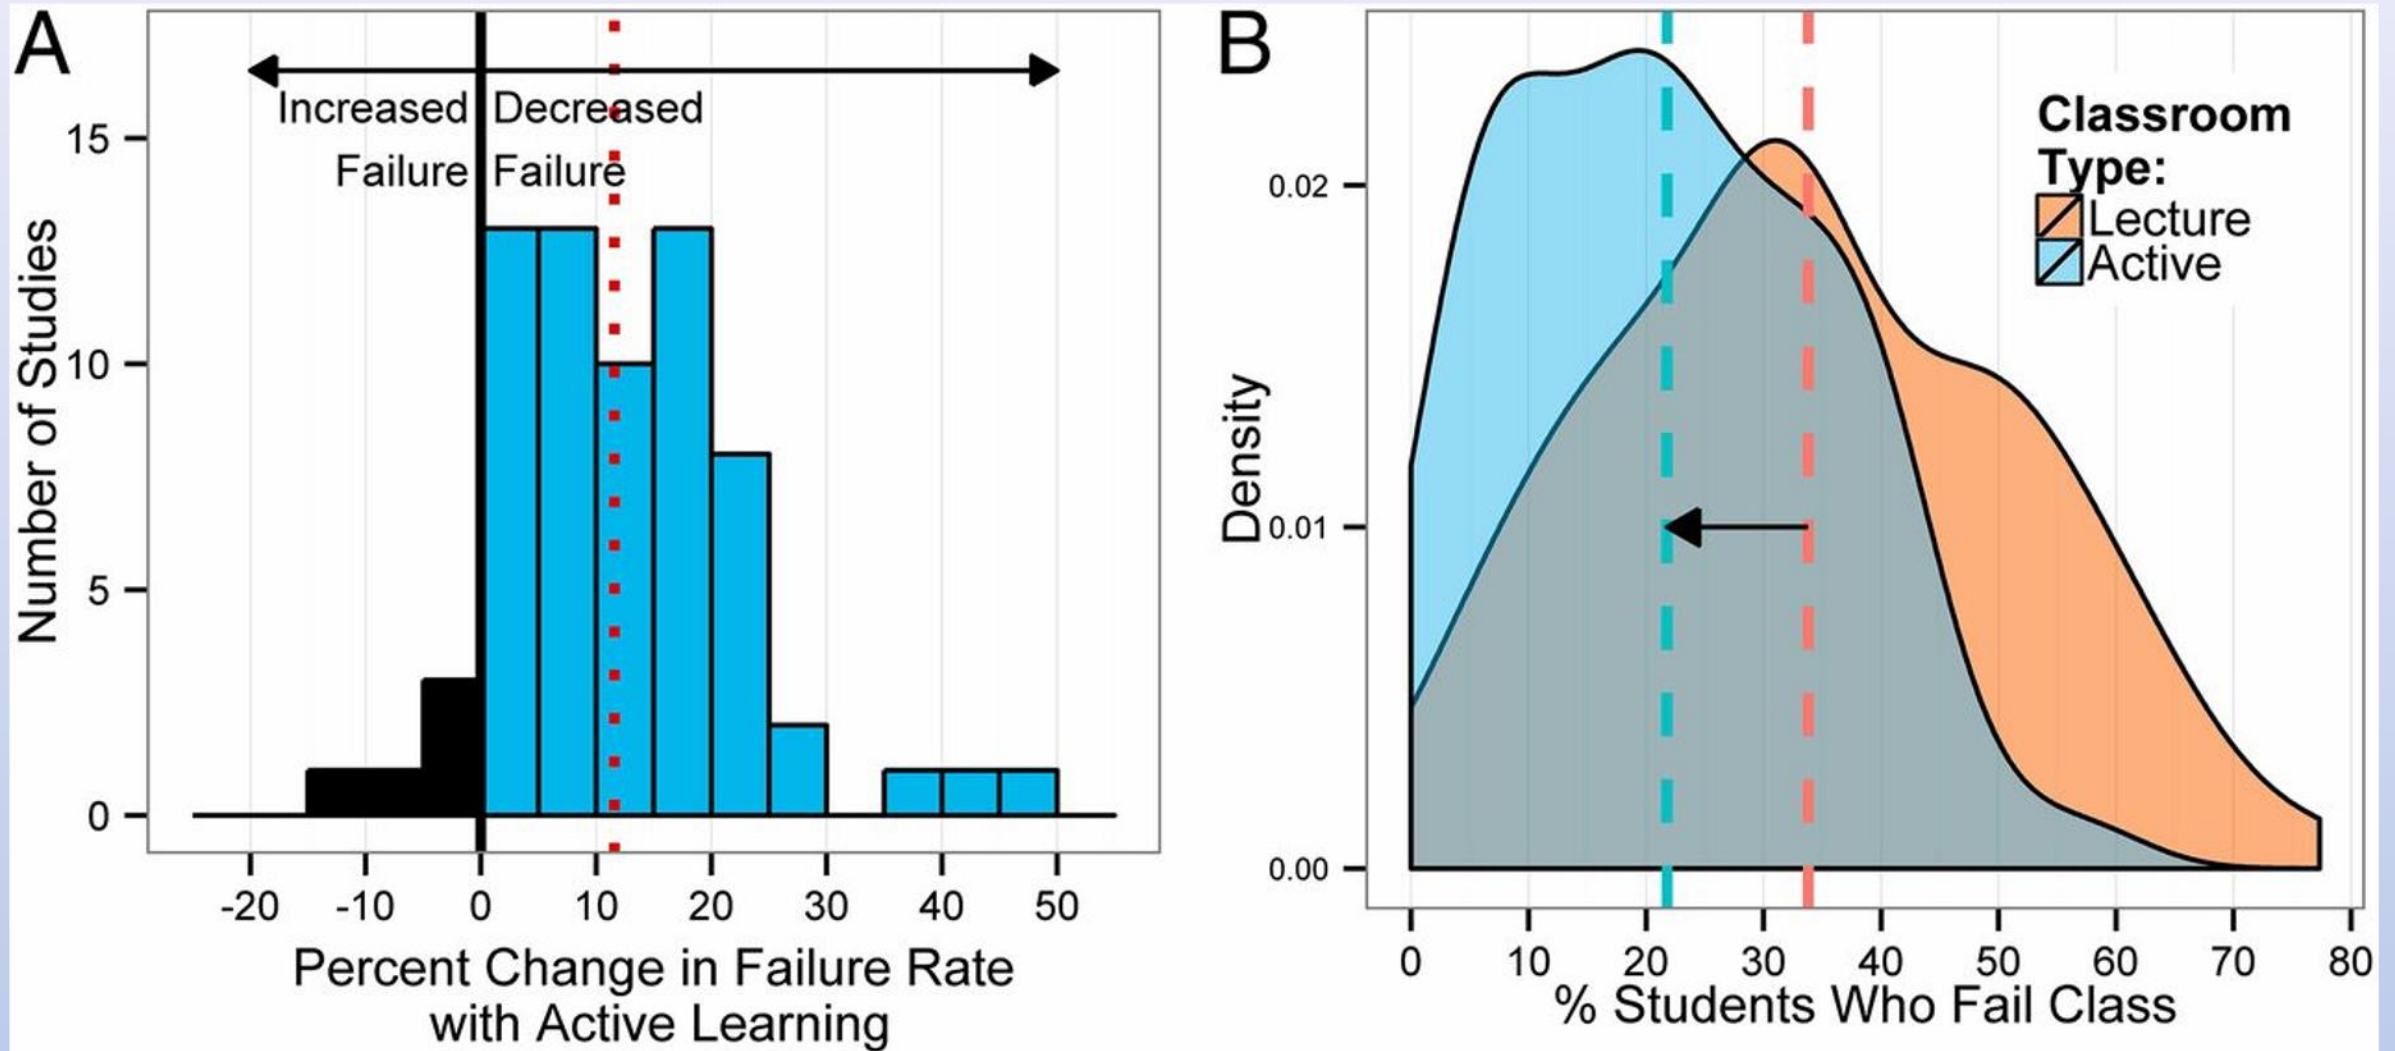 A
Increased
Decreased
Failure
Failure
15
10
5
0
Number of Studies
-20
-10
0
10
20
30
40
50
Percent Change in Failure Rate
with Active Learning
B
Classroom
Type:
Lecture
Active
0.02
0.01
0.00
Density
0
10
20
30
40
50
60
70
80
% Students Who Fail Class